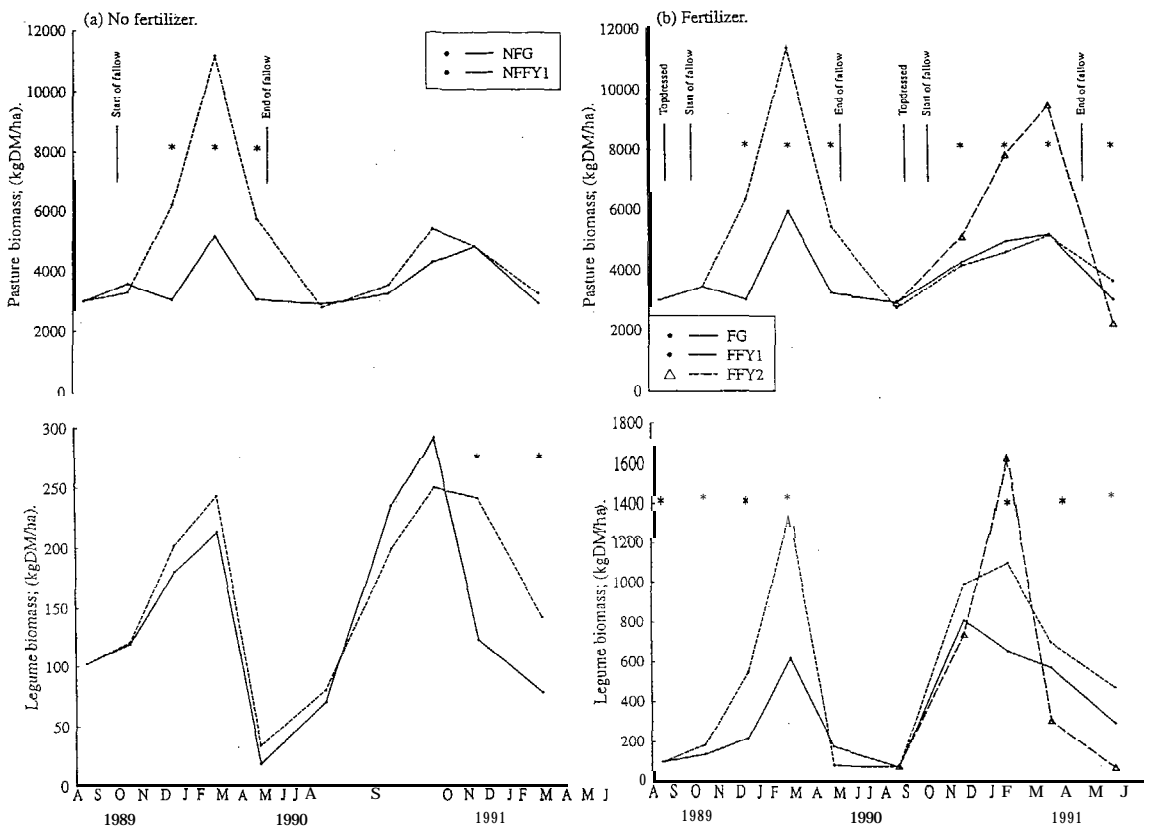 (a) No fertilizer.
12000
10000
8000
6000
4000
2000
0
Pasture biomass; (kgDM/ha).
Start of fallow
End of fallow
NFG
NFFY1
(b) Fertilizer.
12000
10000
8000
6000
4000
2000
0
Pasture biomass; (kgDM/ha).
Topdressed
Start of fallow
End of fallow
Topdressed
Start of fallow
End of fallow
FG
FFY1
FFY2
300
250
200
150
100
50
0
Legume biomass; (kgDM/ha).
A S O N D J F M A M J J A S O N D J F M A M J
1989 1990 1991
1800
1600
1400
1200
1000
800
600
400
200
0
Legume biomass; (kgDM/ha).
A S O N D J F M A M J J A S O N D J F M A M J
1989 1990 1991